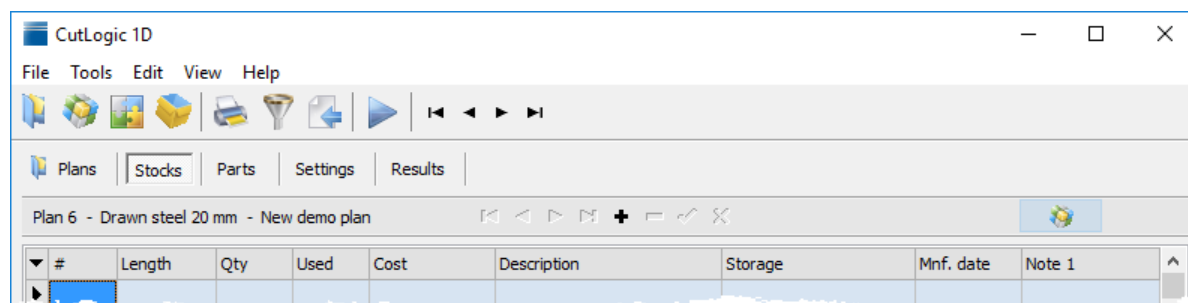 CutLogic 1D
File Tools Edit View Help
Plans Stocks Parts Settings Results
Plan 6 - Drawn steel 20 mm - New demo plan
# Length Qty Used Cost Description Storage Mnf. date Note 1